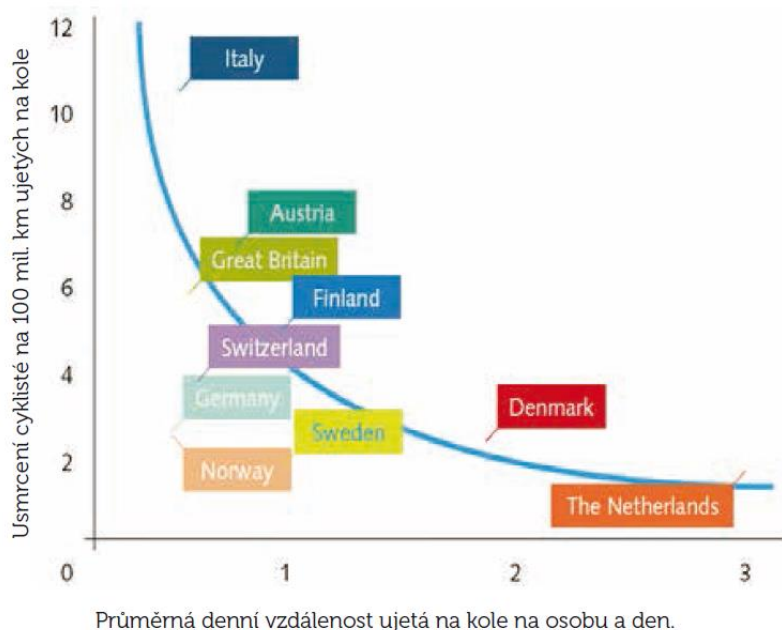 Usmrcení cyklisté na 100 mil. km ujetých na kole
12
10
8
6
4
2
0
1
2
3
Italy
Austria
Great Britain
Finland
Switzerland
Germany
Denmark
Sweden
Norway
The Netherlands
Průměrná denní vzdálenost ujetá na kole na osobu a den.